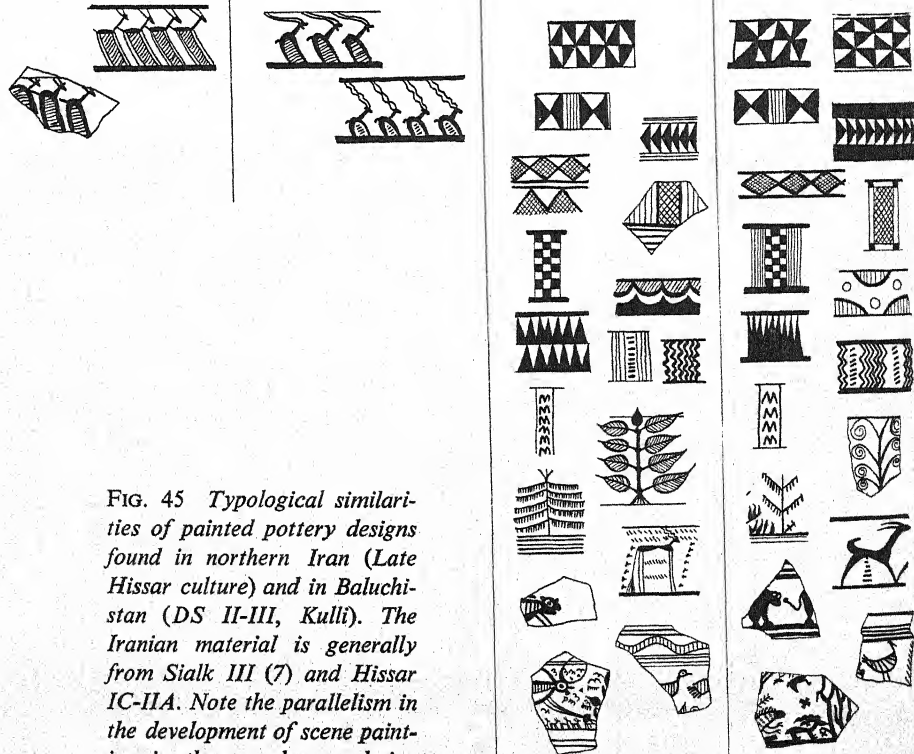 FIG. 45 Typological similari-
ties of painted pottery designs
found in northern Iran (Late
Hissar culture) and in Baluchi-
stan (DS II-III, Kulli). The
Iranian material is generally
from Sialk III (7) and Hissar
IC-IIA. Note the parallelism in
the development of scene paint-